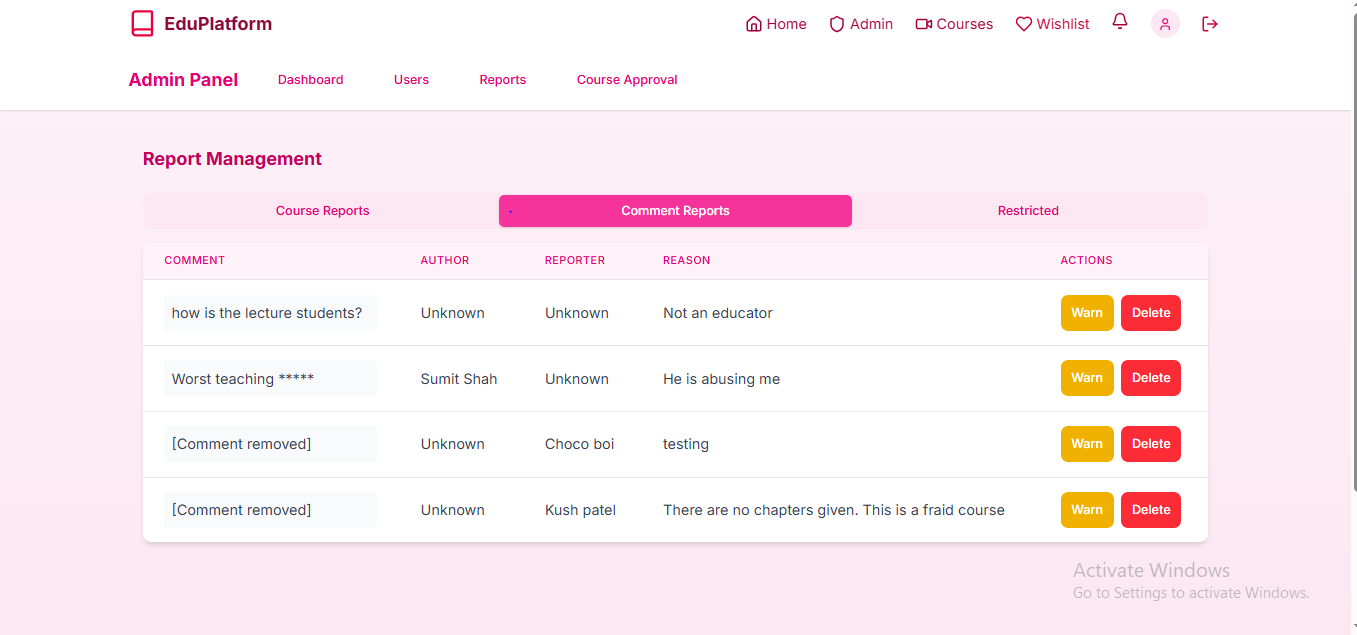 EduPlatform Home Admin Courses Wishlist
Admin Panel Dashboard Users Reports Course Approval
Report Management
Course Reports Comment Reports Restricted
COMMENT AUTHOR REPORTER REASON ACTIONS
how is the lecture students? Unknown Unknown Not an educator Warn Delete
Worst teaching ***** Sumit Shah Unknown He is abusing me Warn Delete
[Comment removed] Unknown Choco boi testing Warn Delete
[Comment removed] Unknown Kush patel There are no chapters given. This is a fraid course Warn Delete
Activate Windows
Go to Settings to activate Windows.